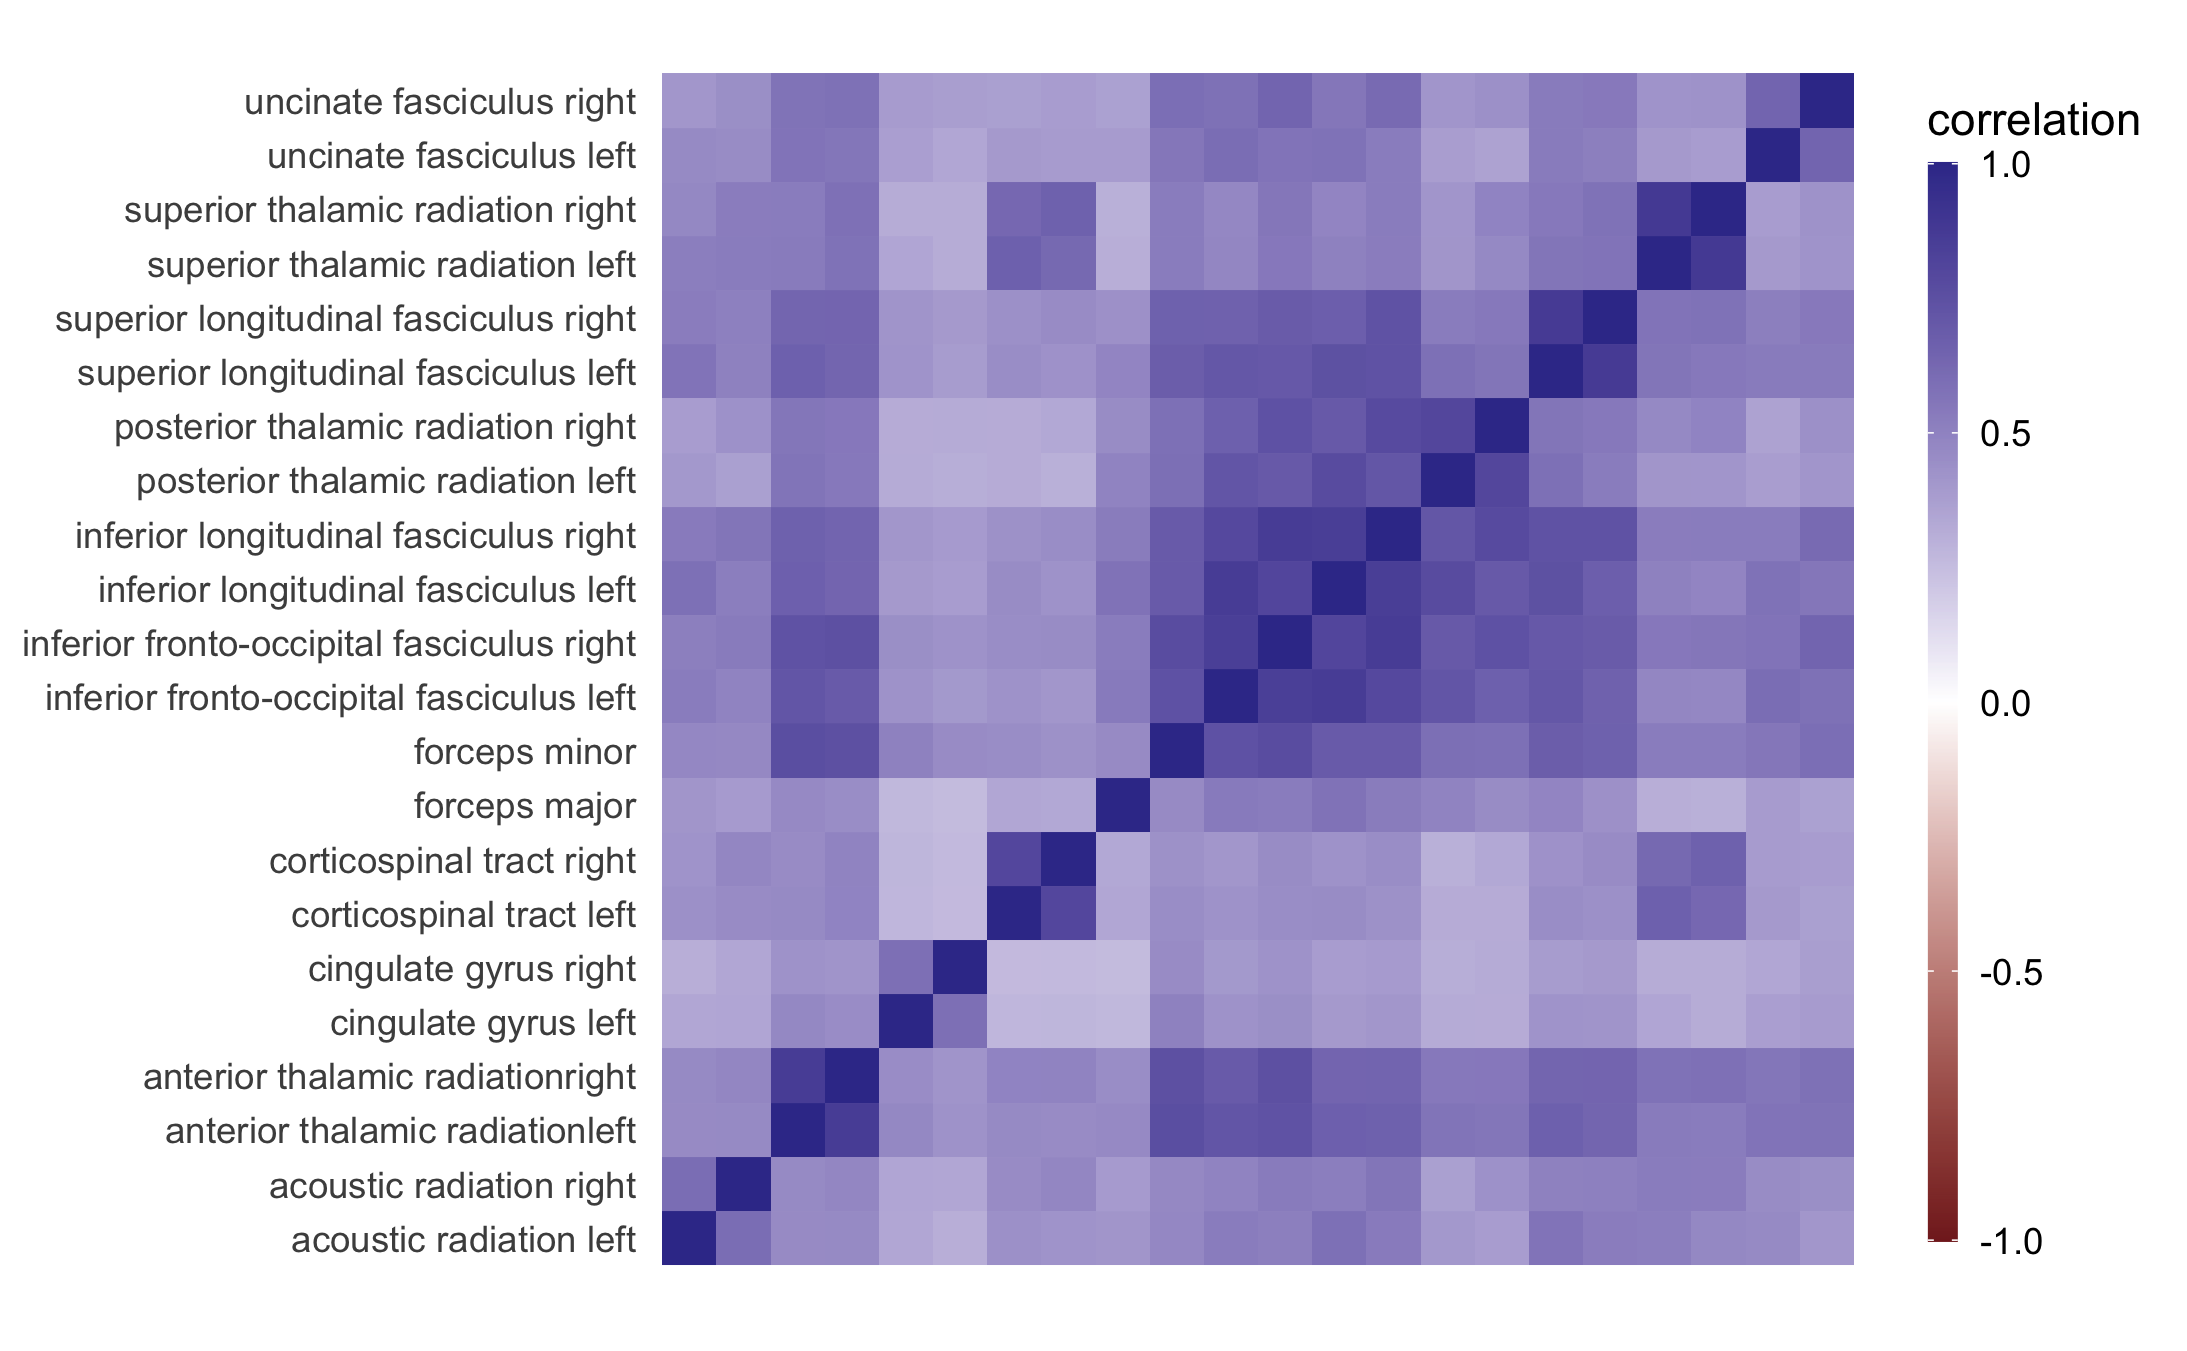 uncinate fasciculus right
uncinate fasciculus left
superior thalamic radiation right
superior thalamic radiation left
superior longitudinal fasciculus right
superior longitudinal fasciculus left
posterior thalamic radiation right
posterior thalamic radiation left
inferior longitudinal fasciculus right
inferior longitudinal fasciculus left
inferior fronto-occipital fasciculus right
inferior fronto-occipital fasciculus left
forceps minor
forceps major
corticospinal tract right
corticospinal tract left
cingulate gyrus right
cingulate gyrus left
anterior thalamic radiationright
anterior thalamic radiationleft
acoustic radiation right
acoustic radiation left
correlation
1.0
0.5
0.0
-0.5
-1.0